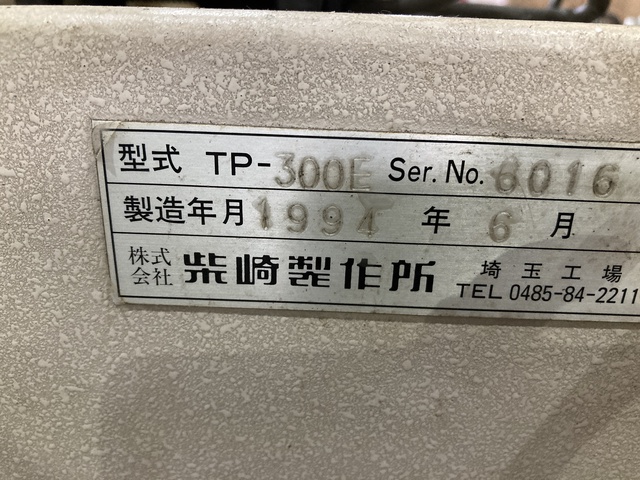 型式 TP-300E Ser. No. 6016
製造年月 1994 年 6 月
株式会社 柴崎製作所 埼玉工場
TEL 0485-84-2211